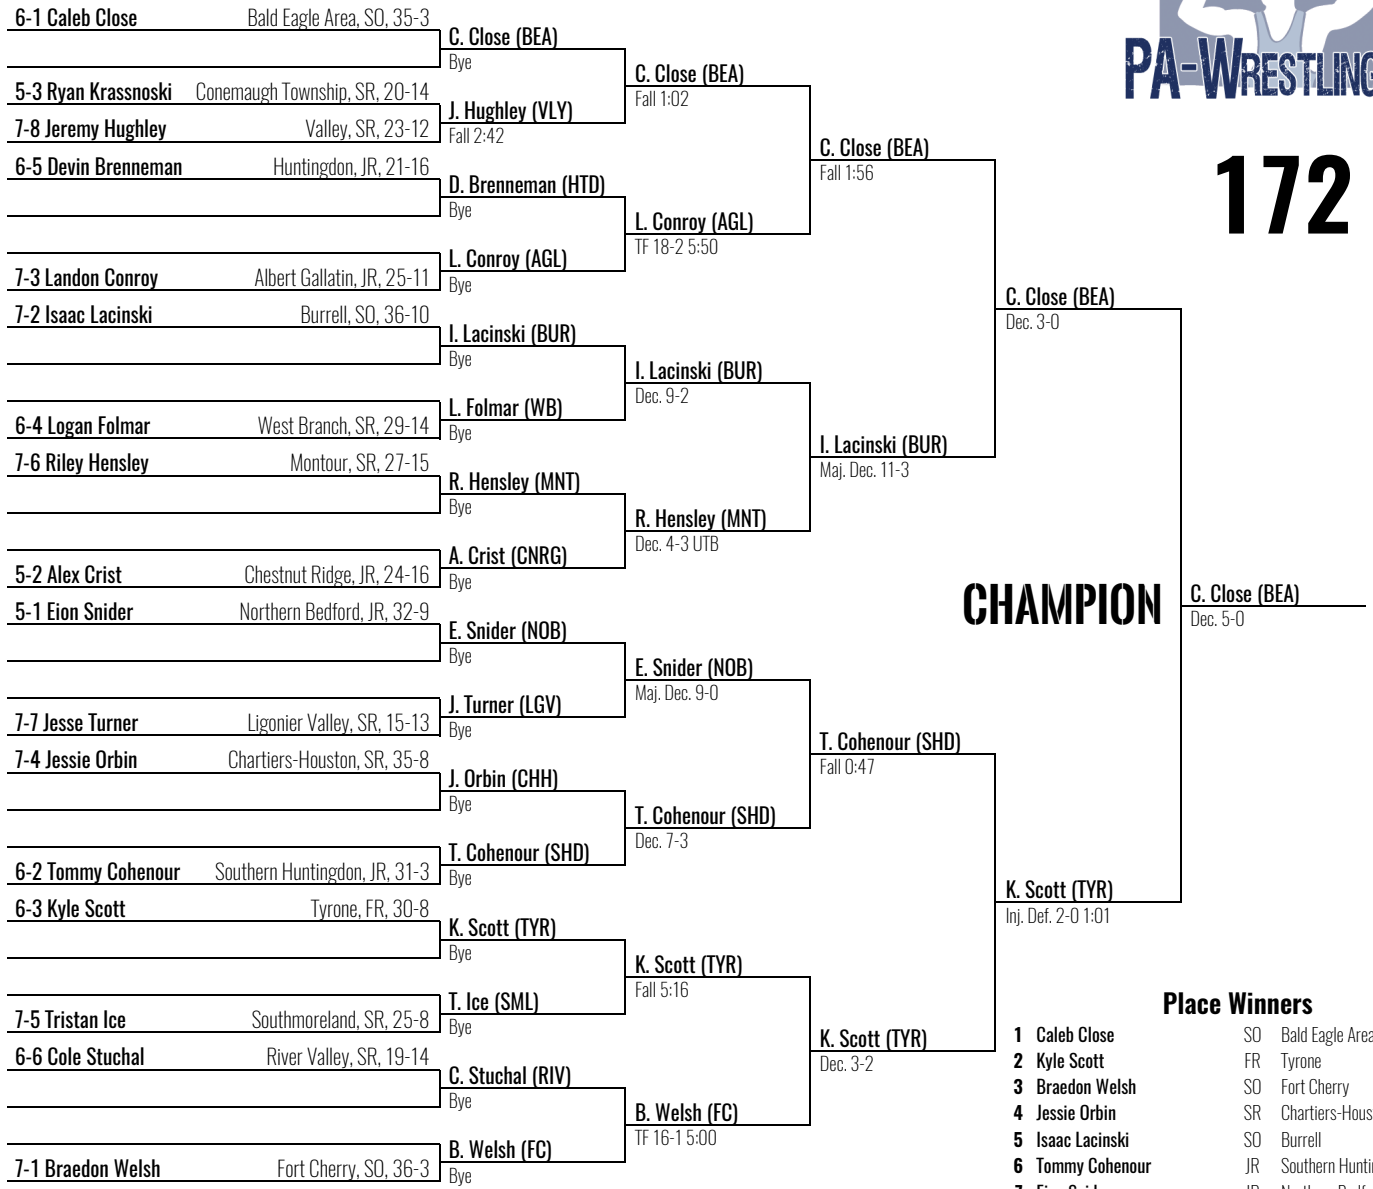 PA-WRESTLING
172
6-1 Caleb Close Bald Eagle Area, SO, 35-3
5-3 Ryan Krassnoski Conemaugh Township, SR, 20-14
7-8 Jeremy Hughley Valley, SR, 23-12
6-5 Devin Brenneman Huntingdon, JR, 21-16
7-3 Landon Conroy Albert Gallatin, JR, 25-11
7-2 Isaac Lacinski Burrell, SO, 36-10
6-4 Logan Folmar West Branch, SR, 29-14
7-6 Riley Hensley Montour, SR, 27-15
5-2 Alex Crist Chestnut Ridge, JR, 24-16
5-1 Eion Snider Northern Bedford, JR, 32-9
7-7 Jesse Turner Ligonier Valley, SR, 15-13
7-4 Jessie Orbin Chartiers-Houston, SR, 35-8
6-2 Tommy Cohenour Southern Huntingdon, JR, 31-3
6-3 Kyle Scott Tyrone, FR, 30-8
7-5 Tristan Ice Southmoreland, SR, 25-8
6-6 Cole Stuchal River Valley, SR, 19-14
7-1 Braedon Welsh Fort Cherry, SO, 36-3
C. Close (BEA)
Bye
J. Hughley (VLY)
Fall 2:42
D. Brenneman (HTD)
Bye
L. Conroy (AGL)
Bye
I. Lacinski (BUR)
Bye
L. Folmar (WB)
Bye
R. Hensley (MNT)
Bye
A. Crist (CNRG)
Bye
E. Snider (NOB)
Bye
J. Turner (LGV)
Bye
J. Orbin (CHH)
Bye
T. Cohenour (SHD)
Bye
K. Scott (TYR)
Bye
T. Ice (SML)
Bye
C. Stuchal (RIV)
Bye
B. Welsh (FC)
Bye
C. Close (BEA)
Fall 1:02
L. Conroy (AGL)
TF 18-2 5:50
I. Lacinski (BUR)
Dec. 9-2
R. Hensley (MNT)
Dec. 4-3 UTB
E. Snider (NOB)
Maj. Dec. 9-0
T. Cohenour (SHD)
Dec. 7-3
K. Scott (TYR)
Fall 5:16
B. Welsh (FC)
TF 16-1 5:00
C. Close (BEA)
Fall 1:56
I. Lacinski (BUR)
Maj. Dec. 11-3
T. Cohenour (SHD)
Fall 0:47
K. Scott (TYR)
Dec. 3-2
C. Close (BEA)
Dec. 3-0
K. Scott (TYR)
Inj. Def. 2-0 1:01
CHAMPION
C. Close (BEA)
Dec. 5-0
Place Winners
1 Caleb Close SO Bald Eagle Area
2 Kyle Scott FR Tyrone
3 Braedon Welsh SO Fort Cherry
4 Jessie Orbin SR Chartiers-Hous
5 Isaac Lacinski SO Burrell
6 Tommy Cohenour JR Southern Hunti